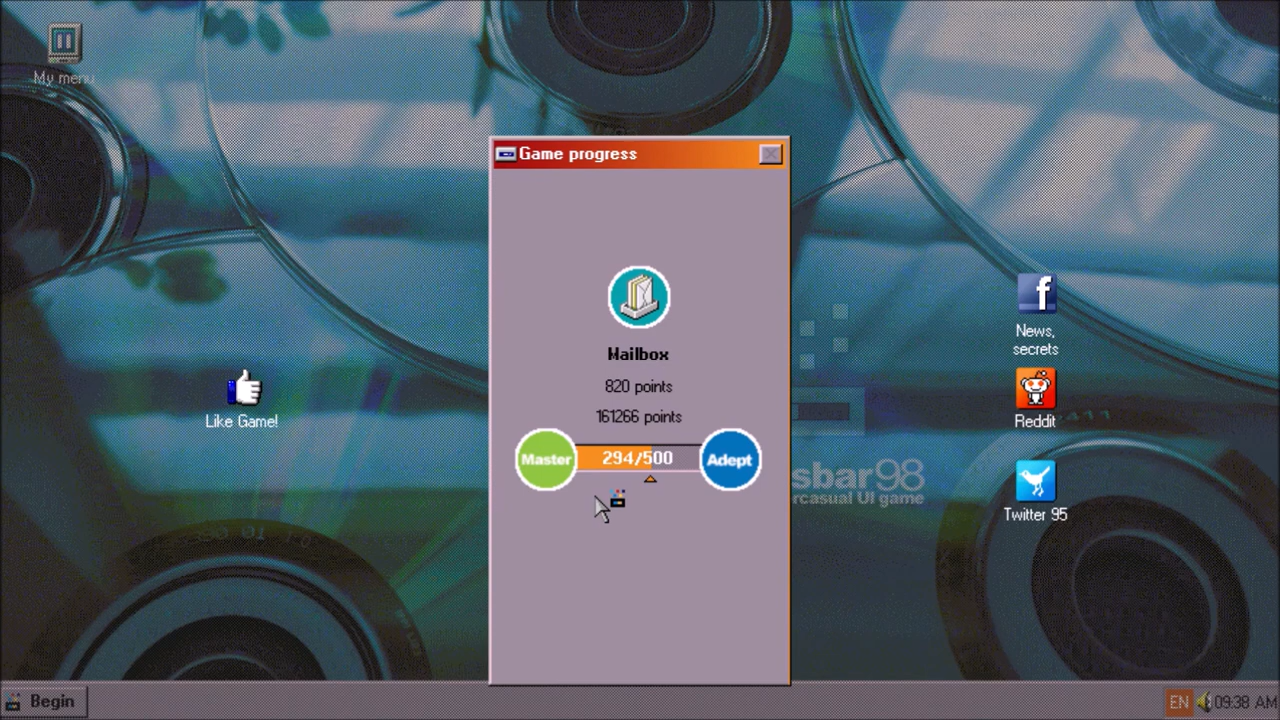 My menu
Game progress
Mailbox
820 points
161266 points
Master
294/500
Adept
Like Game!
News,
secrets
Reddit
Twitter 95
sbar98
rcasual UI game
Begin
EN
09:38 AM